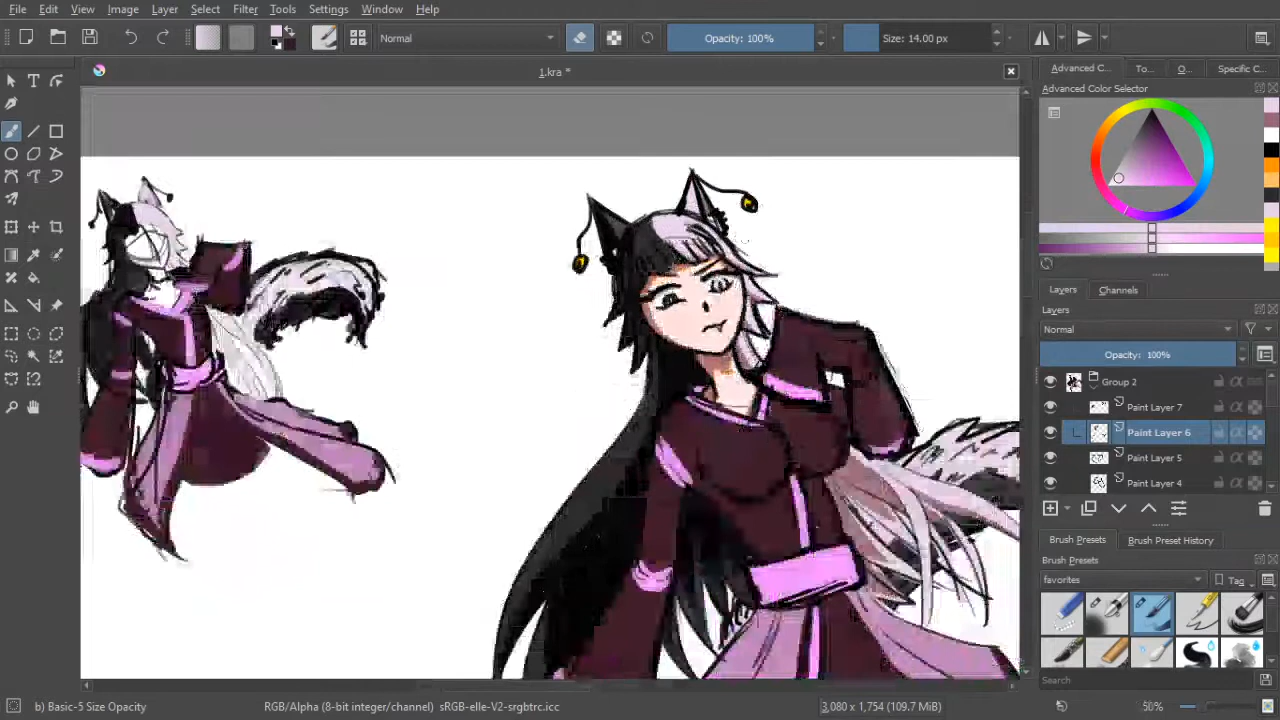 File Edit View Image Layer Select Filter Tools Settings Window Help
Normal
Opacity: 100%
Size: 14.00 px
1.kra *
Advanced C... To... O... Specific C...
Advanced Color Selector
Layers Channels
Layers
Normal
Opacity: 100%
Group 2
Paint Layer 7
Paint Layer 6
Paint Layer 5
Paint Layer 4
Brush Presets Brush Preset History
Brush Presets
favorites Tag
Search
b) Basic-5 Size Opacity RGB/Alpha (8-bit integer/channel) sRGB-elle-V2-srgbtrc.icc 3,080 x 1,754 (109.7 MiB)